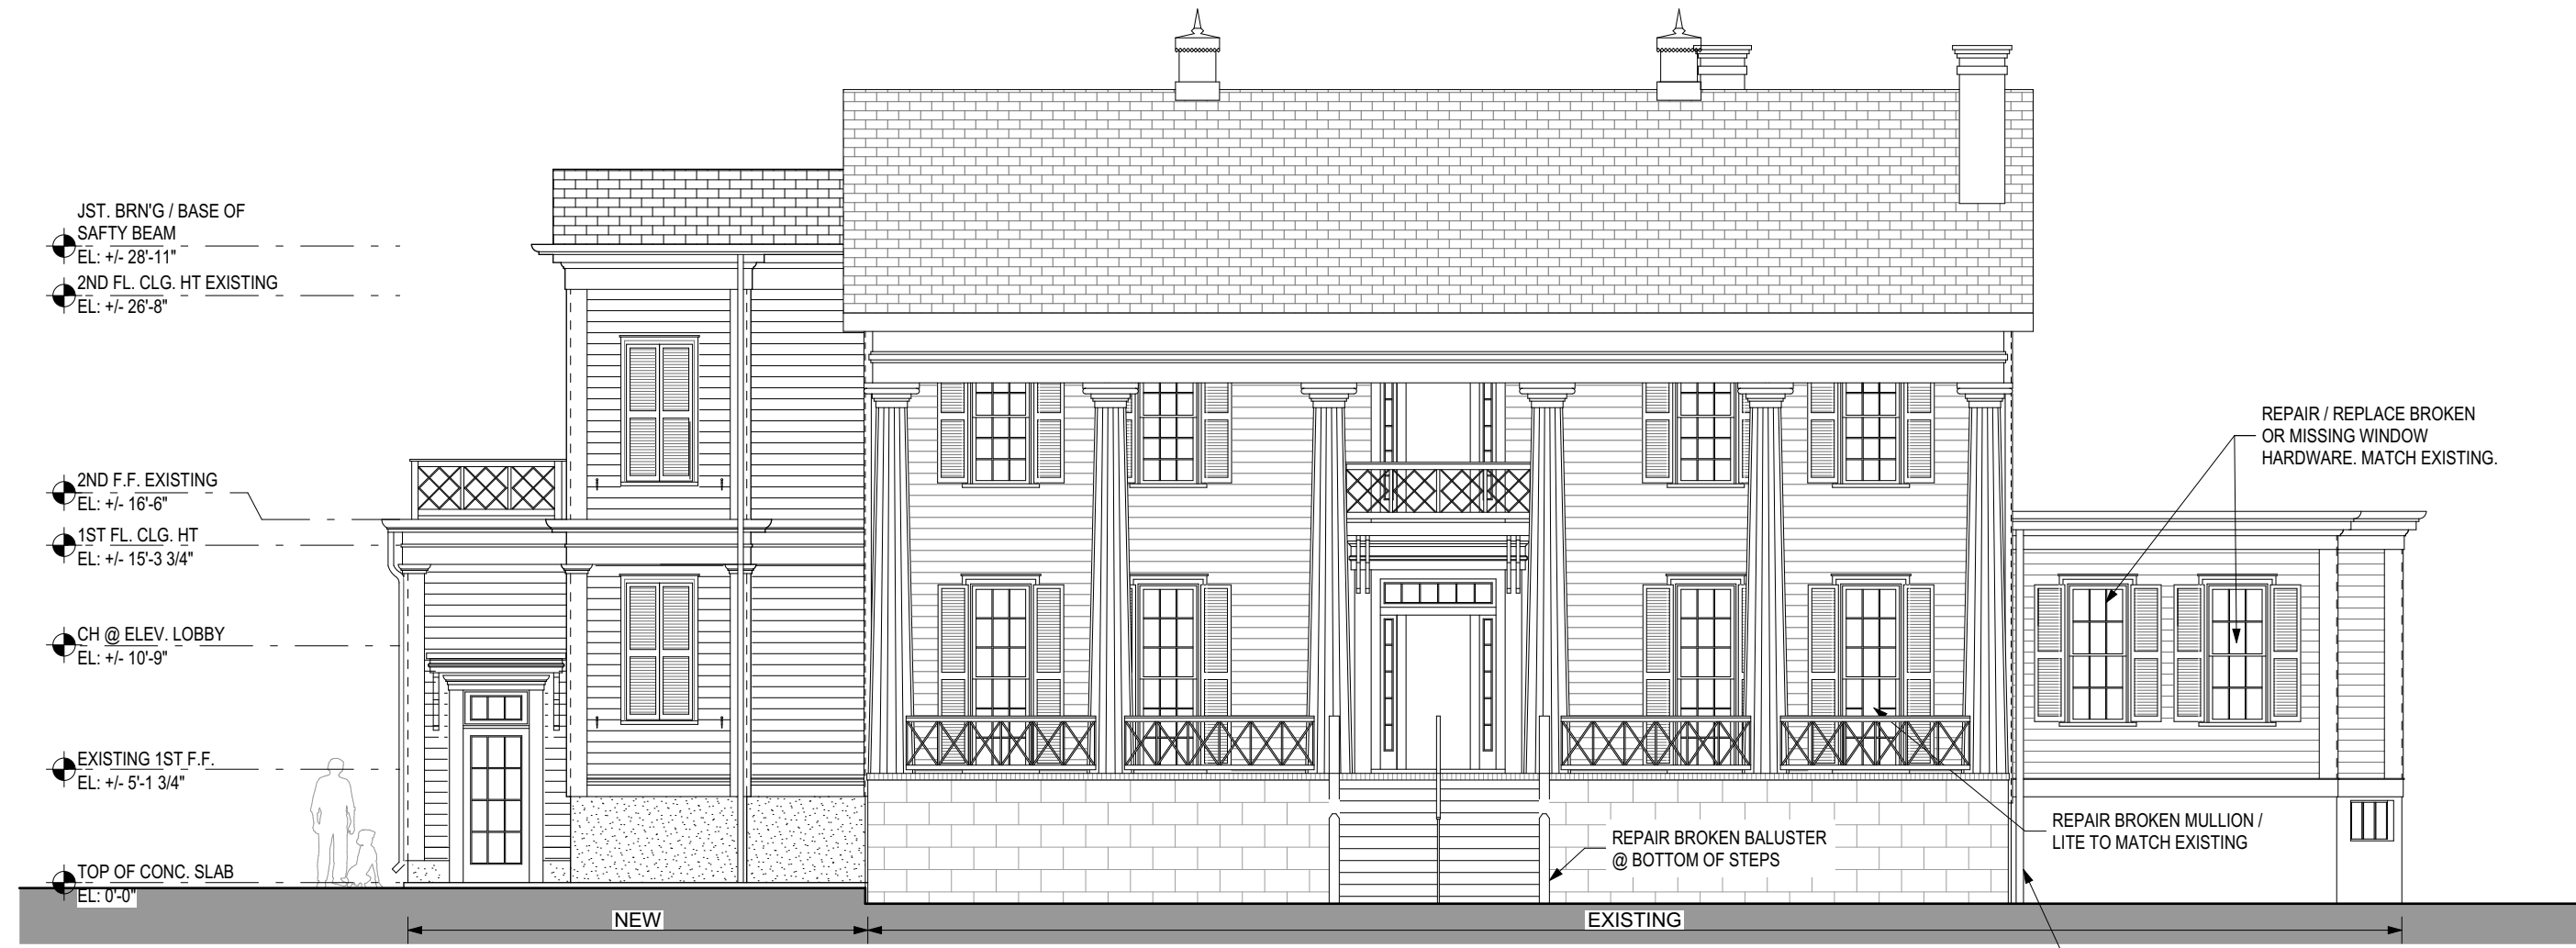 JST. BRN'G / BASE OF
SAFTY BEAM
EL: +/- 28'-11"
2ND FL. CLG. HT EXISTING
EL: +/- 26'-8"
2ND F.F. EXISTING
EL: +/- 16'-6"
1ST FL. CLG. HT
EL: +/- 15'-3 3/4"
CH @ ELEV. LOBBY
EL: +/- 10'-9"
EXISTING 1ST F.F.
EL: +/- 5'-1 3/4"
TOP OF CONC. SLAB
EL: 0'-0"
REPAIR / REPLACE BROKEN
OR MISSING WINDOW
HARDWARE. MATCH EXISTING.
REPAIR BROKEN MULLION /
LITE TO MATCH EXISTING
REPAIR BROKEN BALUSTER
@ BOTTOM OF STEPS
NEW
EXISTING